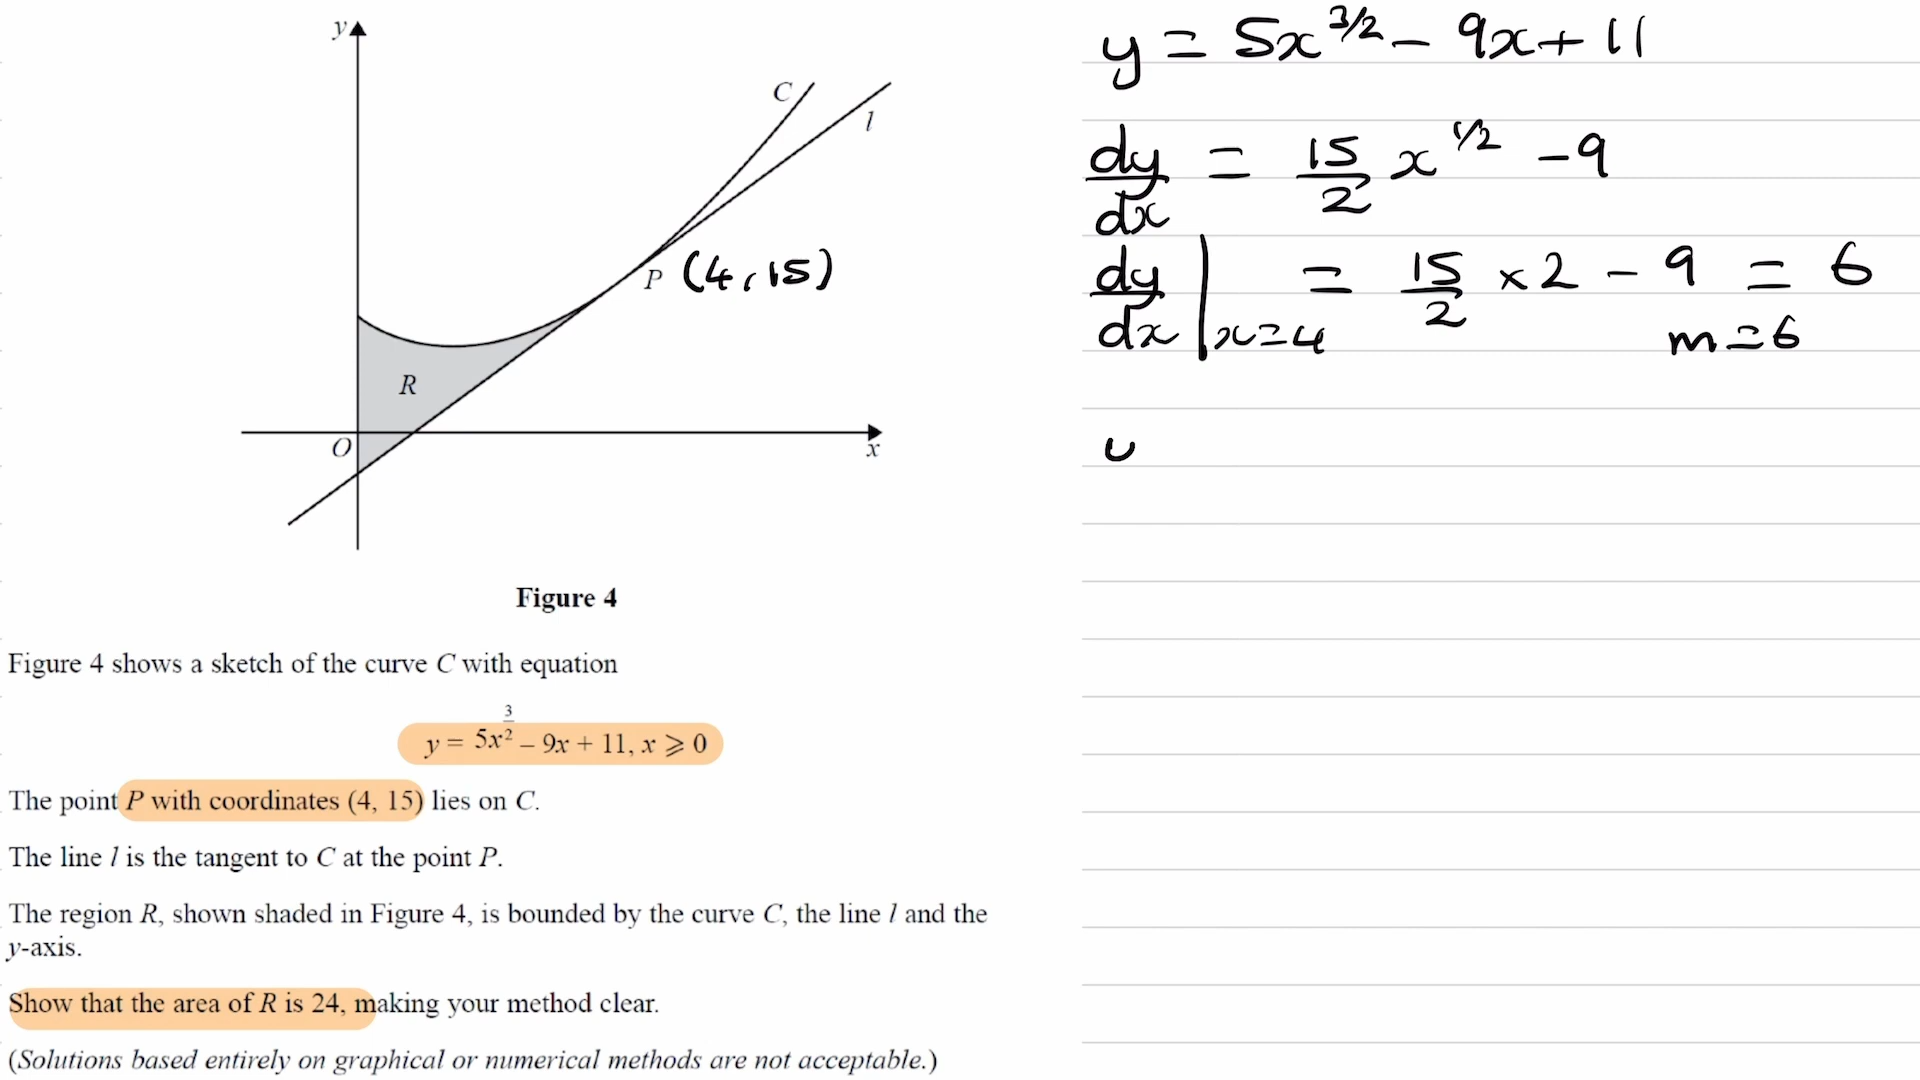 y
C
l
P (4, 15)
R
O
x
Figure 4
Figure 4 shows a sketch of the curve C with equation
y = 5x^{3/2} – 9x + 11, x ⩾ 0
The point P with coordinates (4, 15) lies on C.
The line l is the tangent to C at the point P.
The region R, shown shaded in Figure 4, is bounded by the curve C, the line l and the
y-axis.
Show that the area of R is 24, making your method clear.
(Solutions based entirely on graphical or numerical methods are not acceptable.)
y = 5x^{3/2} – 9x + 11
dy/dx = 15/2 x^{1/2} – 9
dy/dx | x=4 = 15/2 × 2 – 9 = 6
m = 6